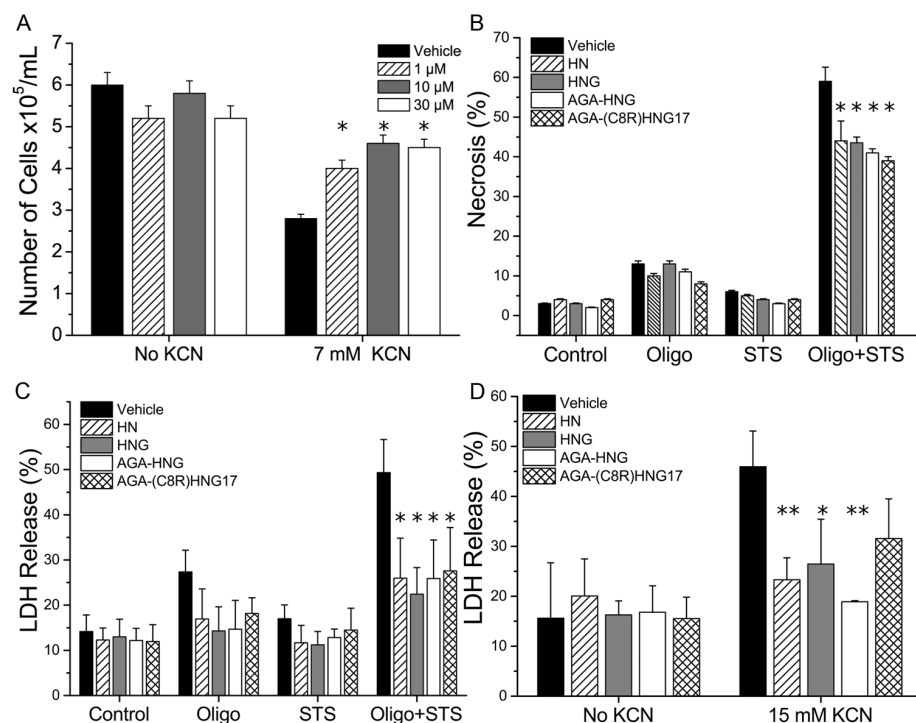 A
Number of Cells x10⁵/mL
7
6
5
4
3
2
1
0
Vehicle
1 µM
10 µM
30 µM
* * *
No KCN 7 mM KCN
B
Necrosis (%)
70
60
50
40
30
20
10
0
Vehicle
HN
HNG
AGA-HNG
AGA-(C8R)HNG17
* * * *
Control Oligo STS Oligo+STS
C
LDH Release (%)
60
50
40
30
20
10
0
Vehicle
HN
HNG
AGA-HNG
AGA-(C8R)HNG17
* * * *
Control Oligo STS Oligo+STS
D
LDH Release (%)
60
50
40
30
20
10
0
Vehicle
HN
HNG
AGA-HNG
AGA-(C8R)HNG17
** * **
No KCN 15 mM KCN